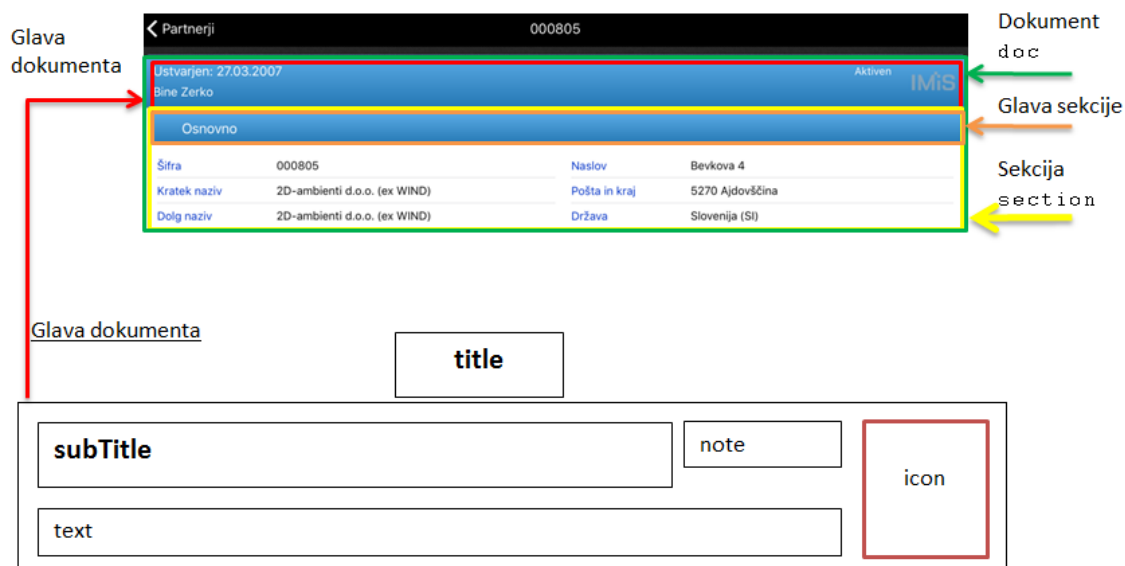 Glava
dokumenta
Partnerji
000805
Dokument
doc
Ustvarjen: 27.03.2007
Aktiven
IMiS
Bine Zerko
Glava sekcije
Osnovno
Šifra 000805 Naslov Bevkova 4
Kratek naziv 2D-ambienti d.o.o. (ex WIND) Pošta in kraj 5270 Ajdovščina
Dolg naziv 2D-ambienti d.o.o. (ex WIND) Država Slovenija (SI)
Sekcija
section
Glava dokumenta
title
subTitle
note
icon
text